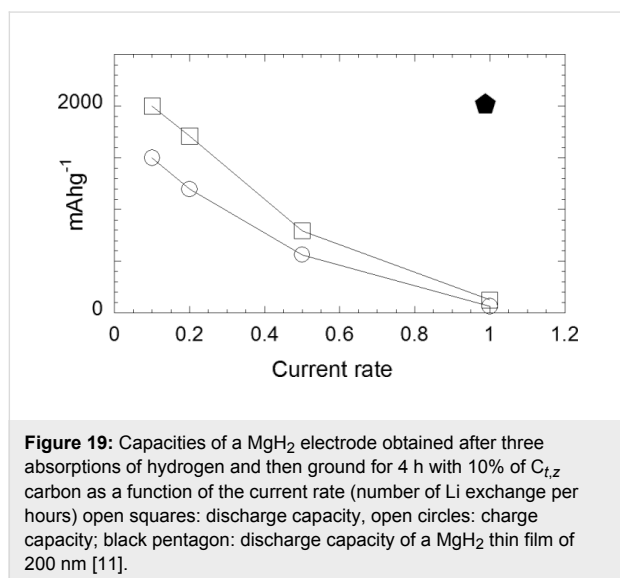 2000
mAhg-1
0
0 0.2 0.4 0.6 0.8 1 1.2
Current rate
Figure 19: Capacities of a MgH2 electrode obtained after three
absorptions of hydrogen and then ground for 4 h with 10% of Ct,z
carbon as a function of the current rate (number of Li exchange per
hours) open squares: discharge capacity, open circles: charge
capacity; black pentagon: discharge capacity of a MgH2 thin film of
200 nm [11].